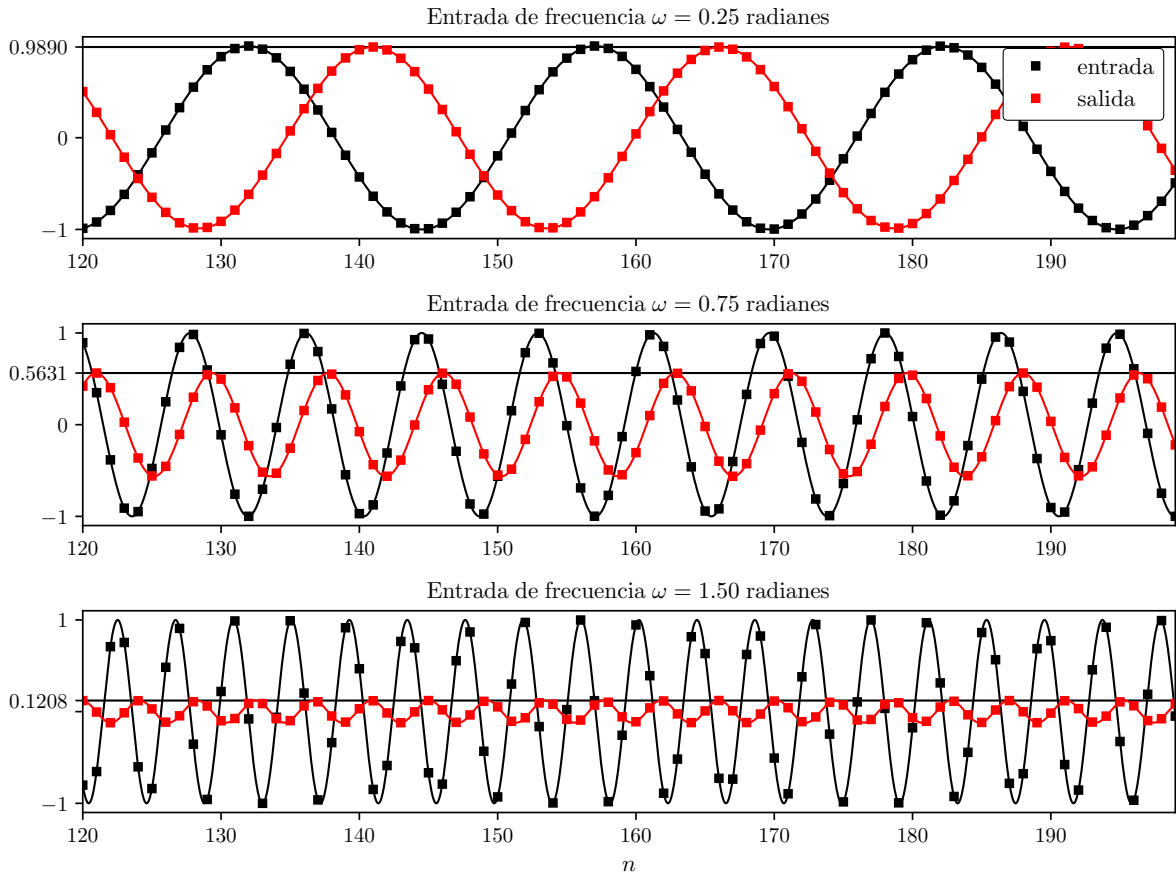 Entrada de frecuencia ω = 0.25 radianes
0.9890
0
−1
entrada
salida
120 130 140 150 160 170 180 190
Entrada de frecuencia ω = 0.75 radianes
1
0.5631
0
−1
120 130 140 150 160 170 180 190
Entrada de frecuencia ω = 1.50 radianes
1
0.1208
−1
120 130 140 150 160 170 180 190
n